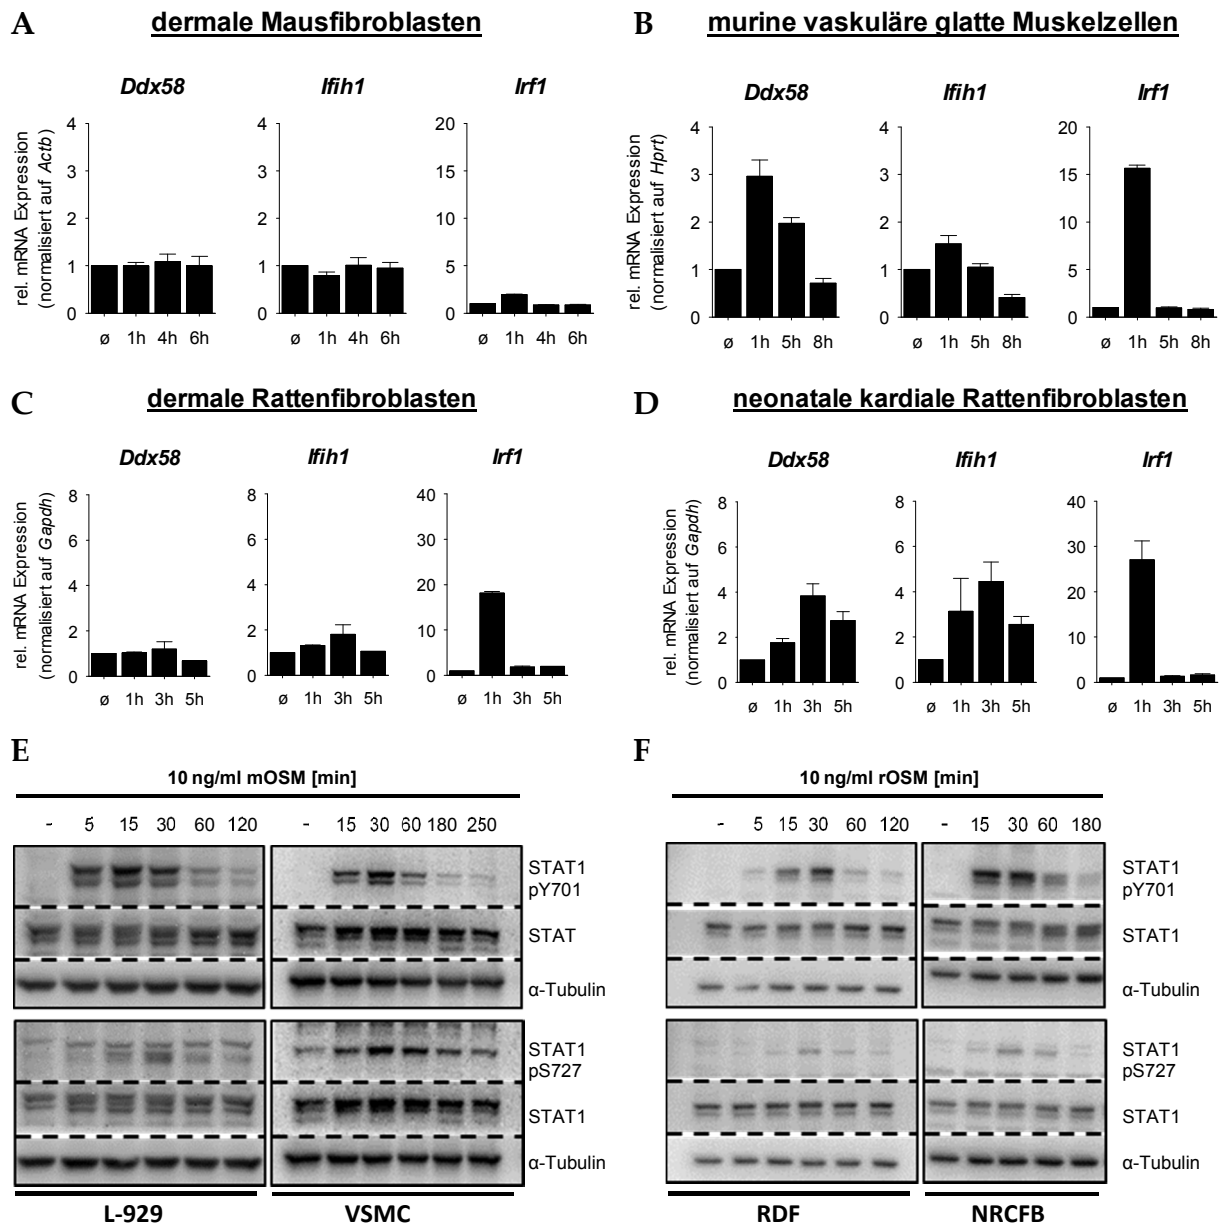 A dermale Mausfibroblasten
Ddx58 Ifih1 Irf1
rel. mRNA Expression
(normalisiert auf Actb)
4 4 20
3 3 15
2 2 10
1 1 5
0 0 0
ø 1h 4h 6h ø 1h 4h 6h ø 1h 4h 6h
B murine vaskuläre glatte Muskelzellen
Ddx58 Ifih1 Irf1
rel. mRNA Expression
(normalisiert auf Hprt)
4 4 20
3 3 15
2 2 10
1 1 5
0 0 0
ø 1h 5h 8h ø 1h 5h 8h ø 1h 5h 8h
C dermale Rattenfibroblasten
Ddx58 Ifih1 Irf1
rel. mRNA Expression
(normalisiert auf Gapdh)
8 8 40
6 6 30
4 4 20
2 2 10
0 0 0
ø 1h 3h 5h ø 1h 3h 5h ø 1h 3h 5h
D neonatale kardiale Rattenfibroblasten
Ddx58 Ifih1 Irf1
rel. mRNA Expression
(normalisiert auf Gapdh)
8 8 40
6 6 30
4 4 20
2 2 10
0 0 0
ø 1h 3h 5h ø 1h 3h 5h ø 1h 3h 5h
E
10 ng/ml mOSM [min]
- 5 15 30 60 120 - 15 30 60 180 250
STAT1
pY701
STAT
α-Tubulin
STAT1
pS727
STAT1
α-Tubulin
L-929 VSMC
F
10 ng/ml rOSM [min]
- 5 15 30 60 120 - 15 30 60 180
STAT1
pY701
STAT1
α-Tubulin
STAT1
pS727
STAT1
α-Tubulin
RDF NRCFB